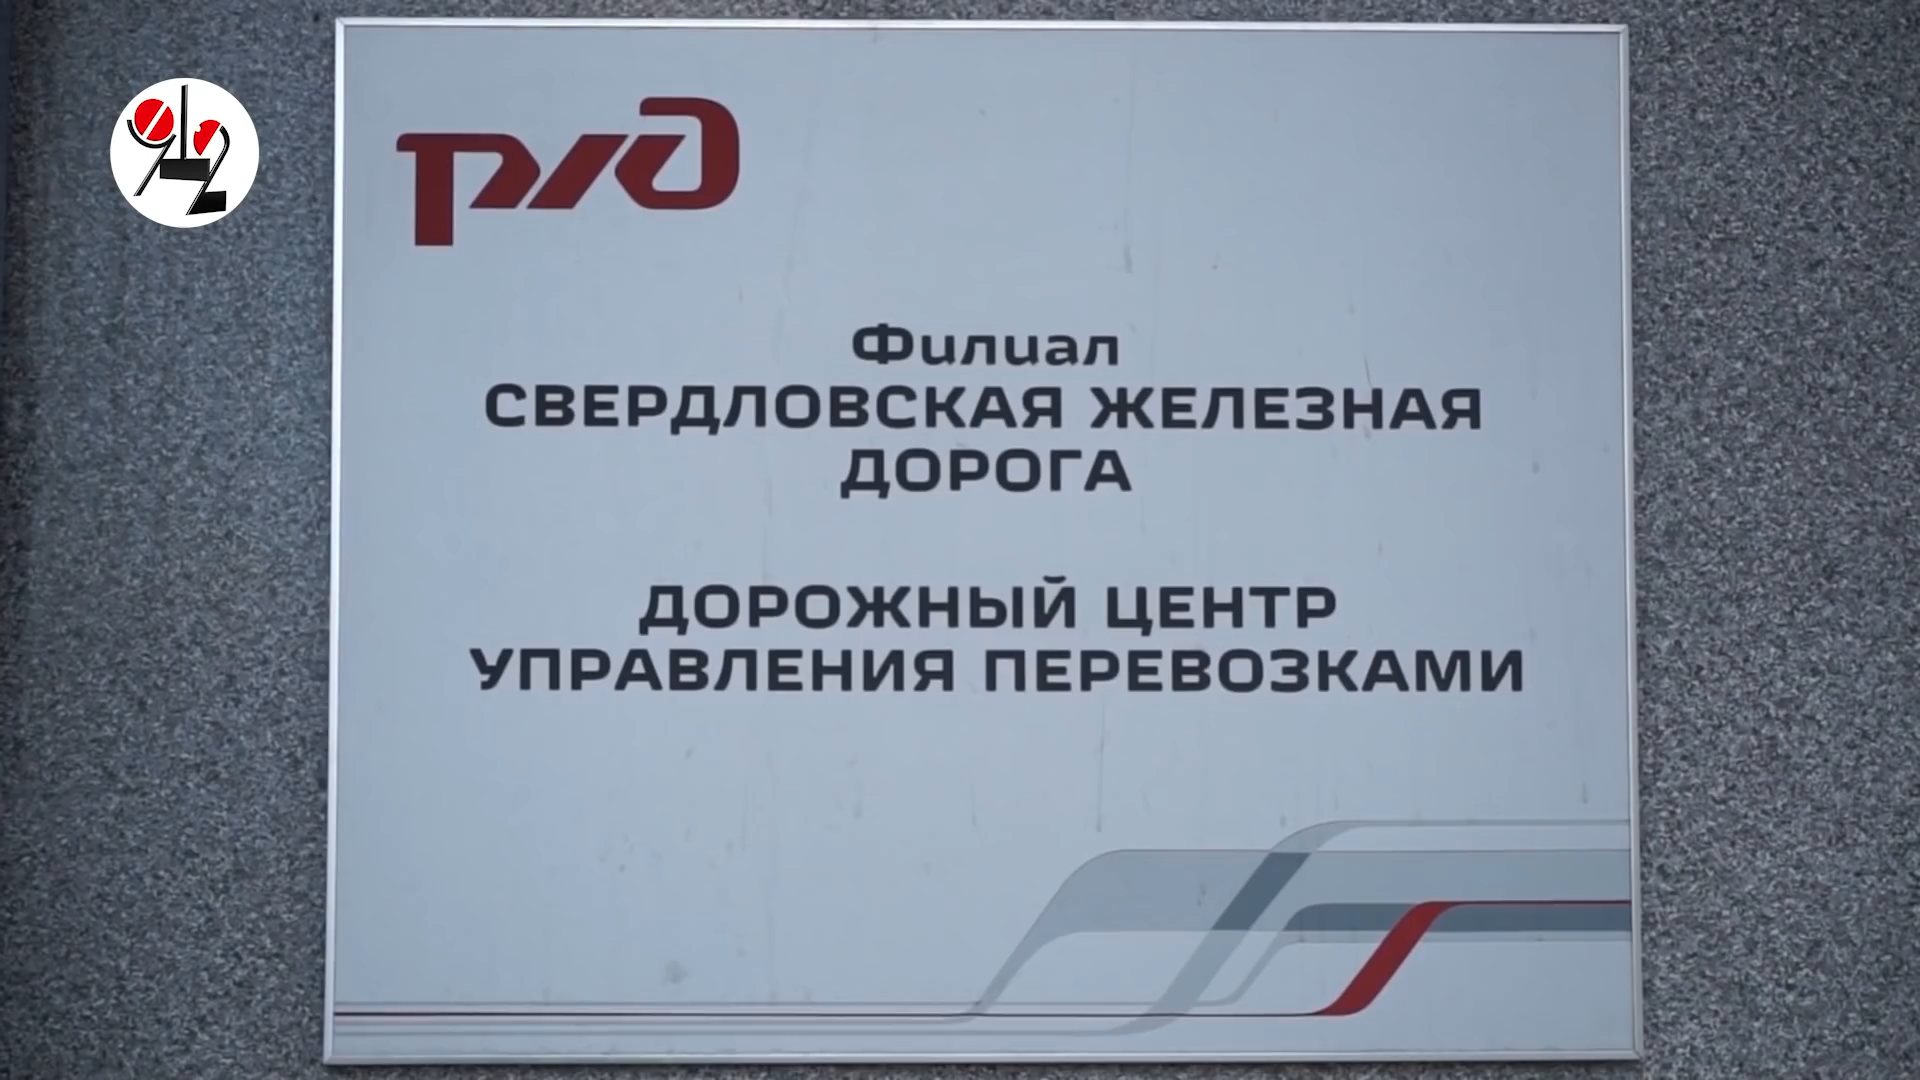 РЖД
Филиал
СВЕРДЛОВСКАЯ ЖЕЛЕЗНАЯ
ДОРОГА
ДОРОЖНЫЙ ЦЕНТР
УПРАВЛЕНИЯ ПЕРЕВОЗКАМИ